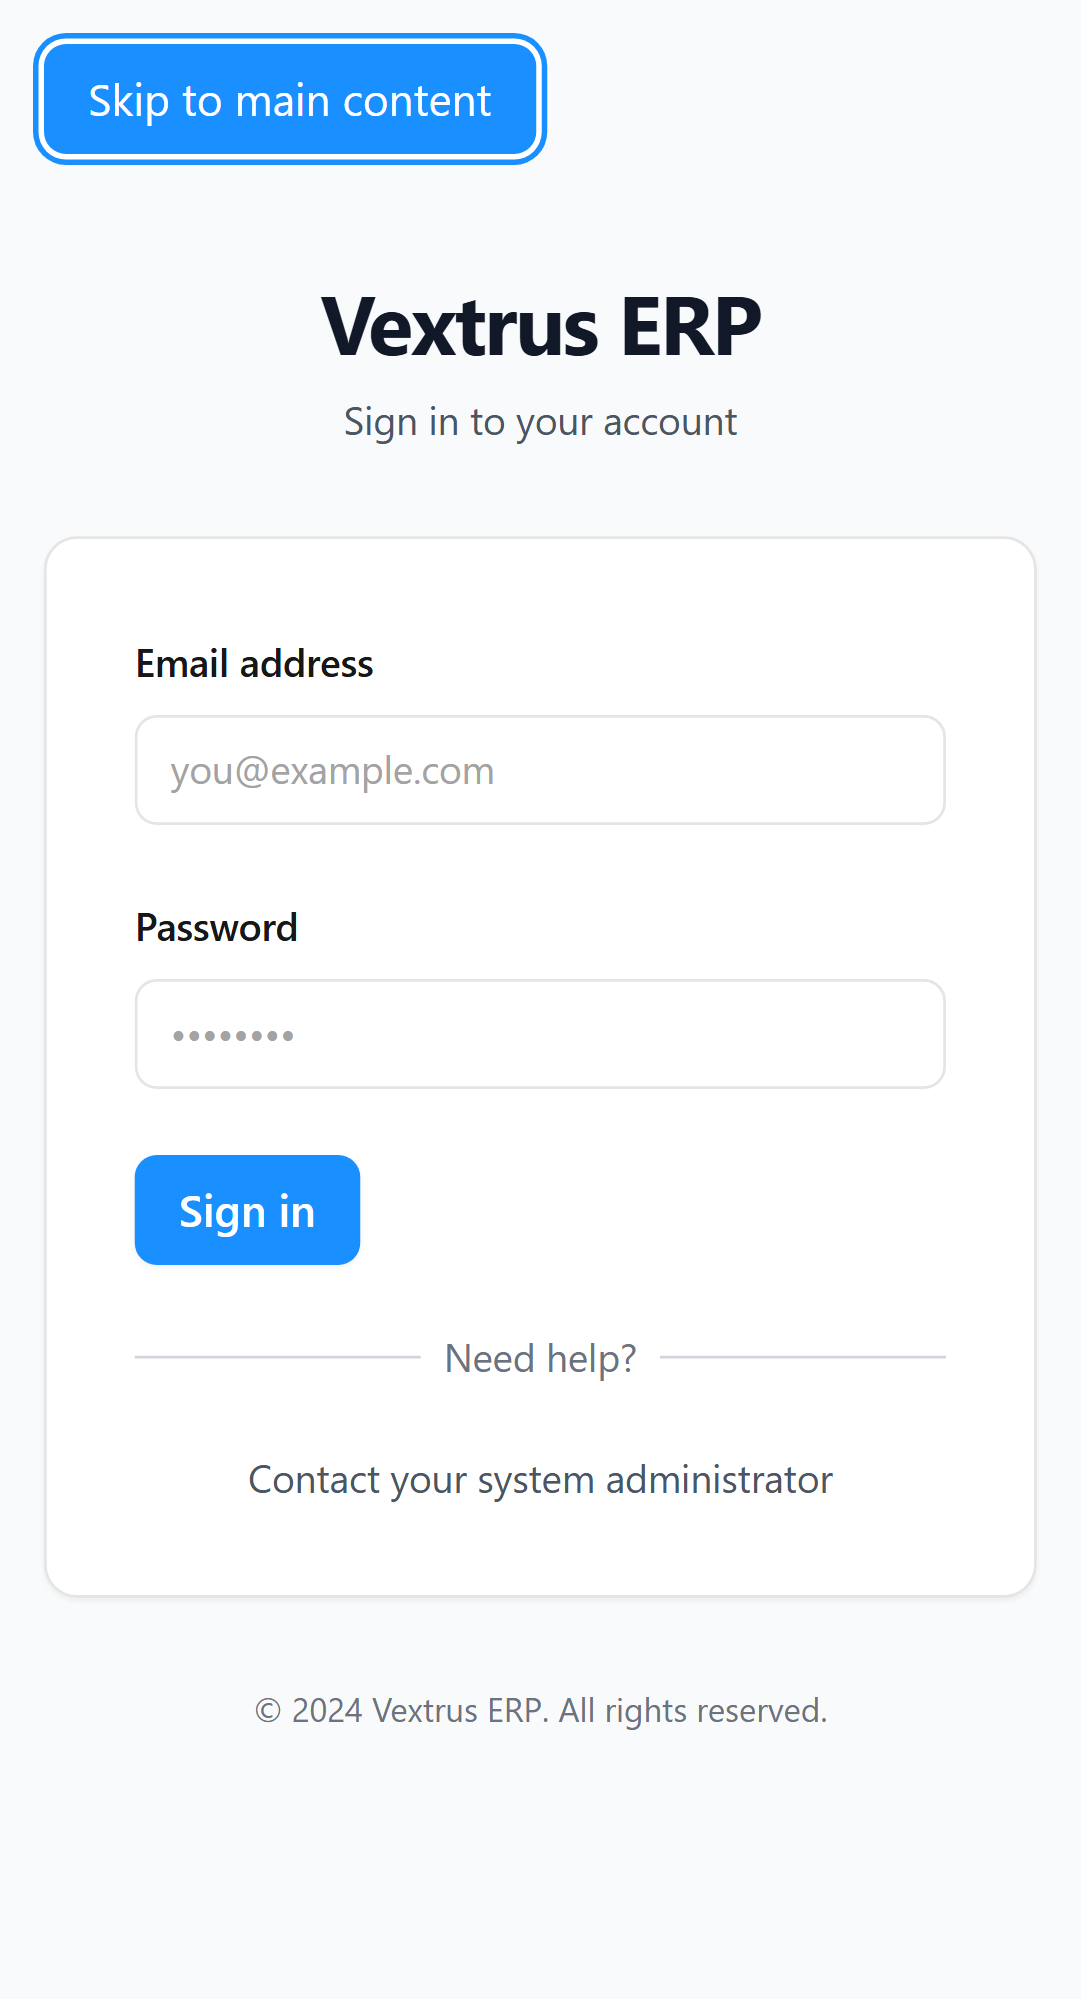 Skip to main content
Vextrus ERP
Sign in to your account
Email address
you@example.com
Password
••••••••
Sign in
Need help?
Contact your system administrator
© 2024 Vextrus ERP. All rights reserved.